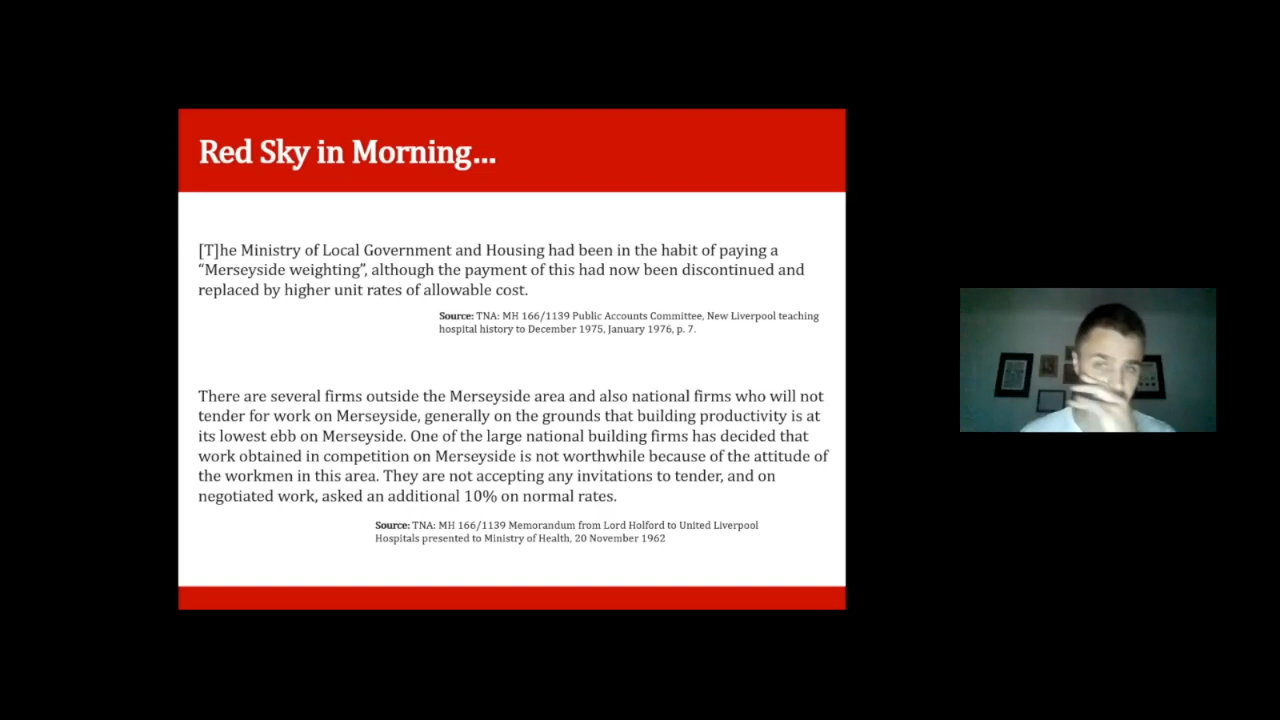 Red Sky in Morning...
[T]he Ministry of Local Government and Housing had been in the habit of paying a
“Merseyside weighting”, although the payment of this had now been discontinued and
replaced by higher unit rates of allowable cost.
Source: TNA: MH 166/1139 Public Accounts Committee, New Liverpool teaching
hospital history to December 1975, January 1976, p. 7.
There are several firms outside the Merseyside area and also national firms who will not
tender for work on Merseyside, generally on the grounds that building productivity is at
its lowest ebb on Merseyside. One of the large national building firms has decided that
work obtained in competition on Merseyside is not worthwhile because of the attitude of
the workmen in this area. They are not accepting any invitations to tender, and on
negotiated work, asked an additional 10% on normal rates.
Source: TNA: MH 166/1139 Memorandum from Lord Holford to United Liverpool
Hospitals presented to Ministry of Health, 20 November 1962